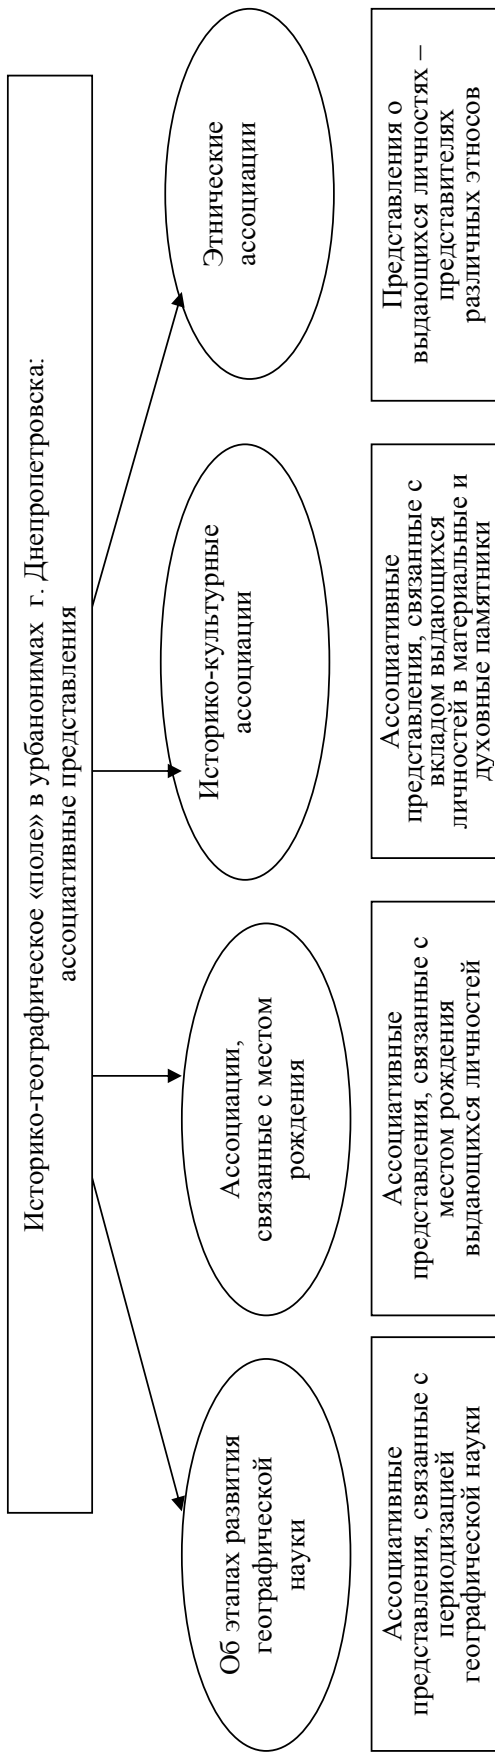 Историко-географическое «поле» в урбанонимах г. Днепропетровска:
ассоциативные представления
Об этапах развития
географической
науки
Ассоциации,
связанные с местом
рождения
Историко-культурные
ассоциации
Этнические
ассоциации
Ассоциативные
представления, связанные с
периодизацией
географической науки
Ассоциативные
представления, связанные с
местом рождения
выдающихся личностей
Ассоциативные
представления, связанные с
вкладом выдающихся
личностей в материальные и
духовные памятники
Представления о
выдающихся личностях –
представителях
различных этносов